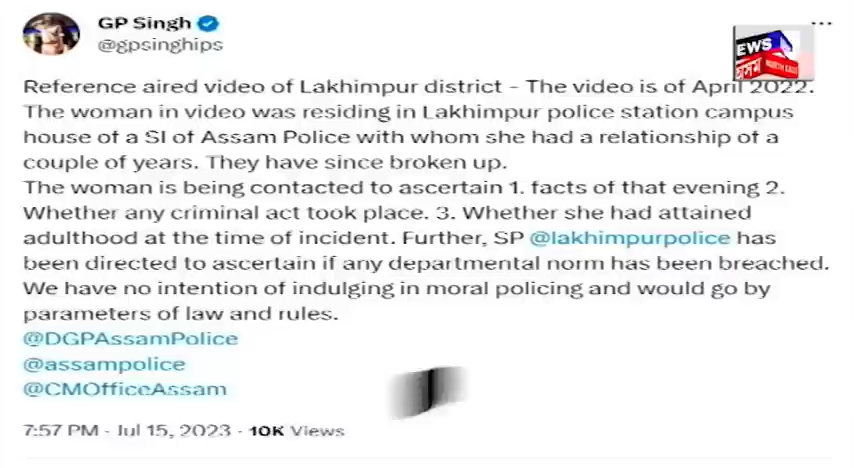 GP Singh
@gpsinghips
EWS
অসম
NORTH EAST
Reference aired video of Lakhimpur district - The video is of April 2022.
The woman in video was residing in Lakhimpur police station campus
house of a SI of Assam Police with whom she had a relationship of a
couple of years. They have since broken up.
The woman is being contacted to ascertain 1. facts of that evening 2.
Whether any criminal act took place. 3. Whether she had attained
adulthood at the time of incident. Further, SP @lakhimpurpolice has
been directed to ascertain if any departmental norm has been breached.
We have no intention of indulging in moral policing and would go by
parameters of law and rules.
@DGPAssamPolice
@assampolice
@CMOfficeAssam
7:57 PM - Jul 15, 2023 - 10K Views